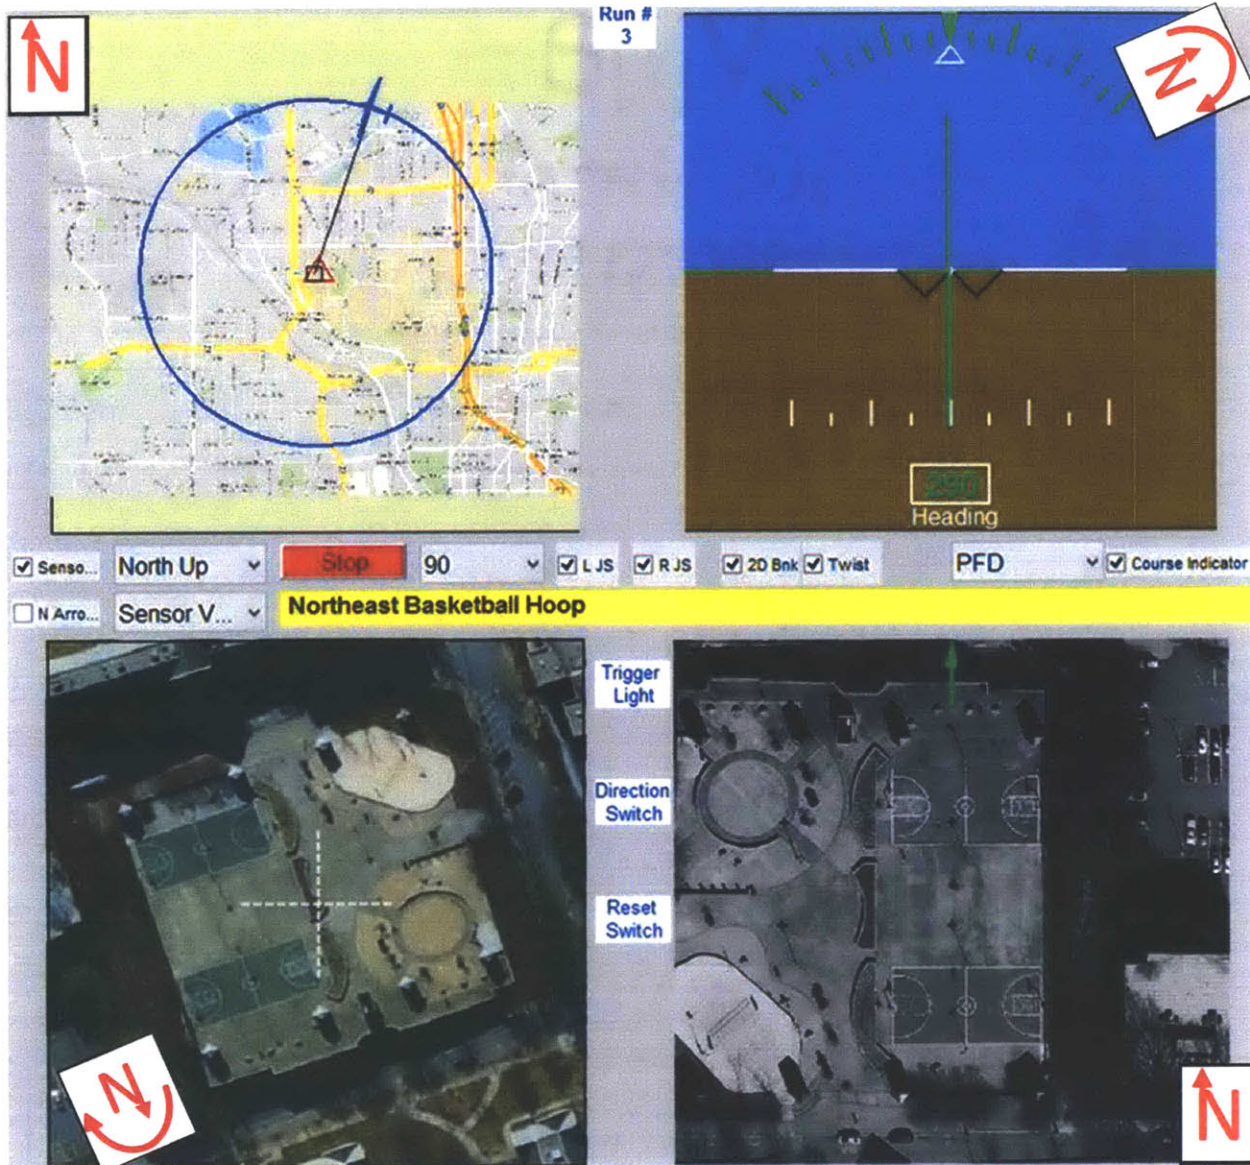 N
Run #
3
N
290
Heading
Senso...
North Up
Stop
90
L JS
R JS
2D Bnk
Twist
PFD
Course Indicator
N Arro...
Sensor V...
Northeast Basketball Hoop
Trigger
Light
Direction
Switch
Reset
Switch
N
N